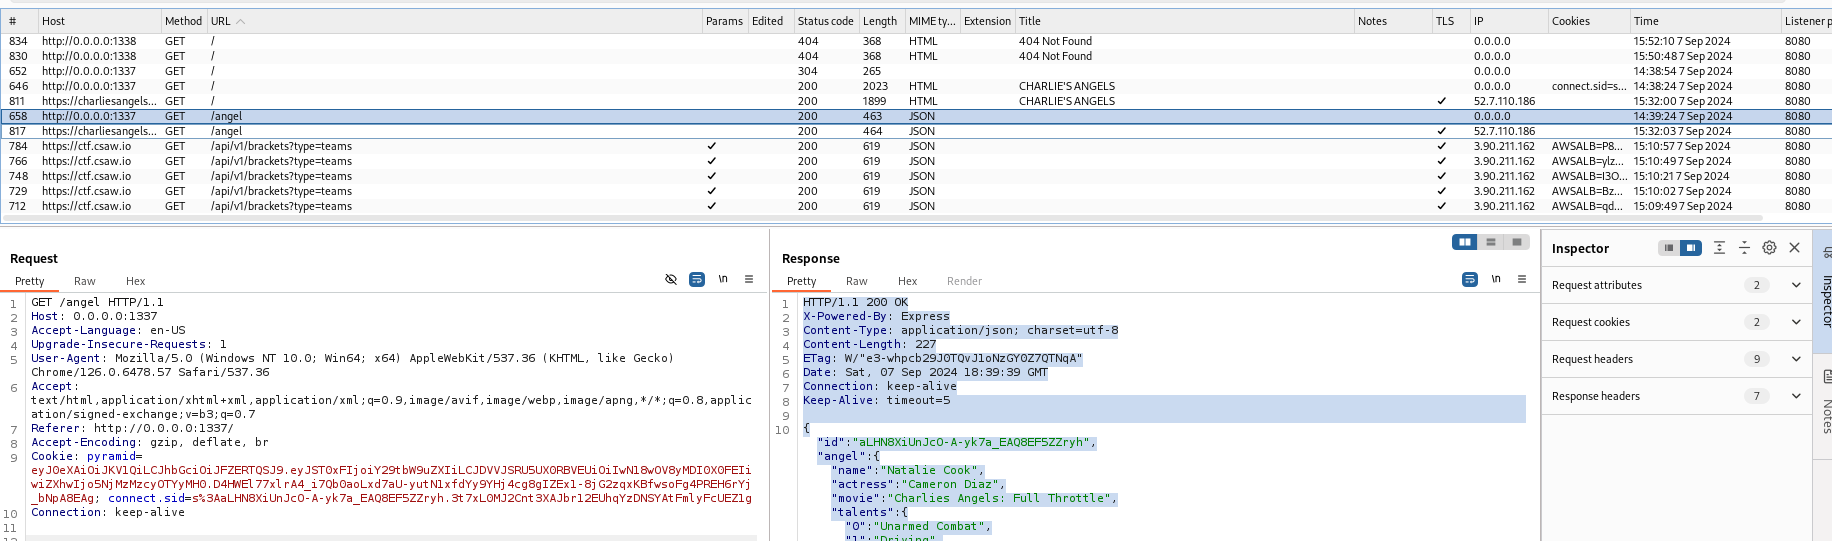 # Host Method URL Params Edited Status code Length MIME ty... Extension Title Notes TLS IP Cookies Time Listener p
834 http://0.0.0.0:1338 GET / 404 368 HTML 404 Not Found 0.0.0.0 15:52:10 7 Sep 2024 8080
830 http://0.0.0.0:1338 GET / 404 368 HTML 404 Not Found 0.0.0.0 15:50:48 7 Sep 2024 8080
652 http://0.0.0.0:1337 GET / 304 265 0.0.0.0 14:38:54 7 Sep 2024 8080
646 http://0.0.0.0:1337 GET / 200 2023 HTML CHARLIE'S ANGELS 0.0.0.0 connect.sid=s... 14:38:24 7 Sep 2024 8080
811 https://charliesangels... GET / 200 1899 HTML CHARLIE'S ANGELS ✓ 52.7.110.186 15:32:00 7 Sep 2024 8080
658 http://0.0.0.0:1337 GET /angel 200 463 JSON 0.0.0.0 14:39:24 7 Sep 2024 8080
817 https://charliesangels... GET /angel 200 464 JSON ✓ 52.7.110.186 15:32:03 7 Sep 2024 8080
784 https://ctf.csaw.io GET /api/v1/brackets?type=teams ✓ 200 619 JSON ✓ 3.90.211.162 AWSALB=P8... 15:10:57 7 Sep 2024 8080
766 https://ctf.csaw.io GET /api/v1/brackets?type=teams ✓ 200 619 JSON ✓ 3.90.211.162 AWSALB=ylz... 15:10:49 7 Sep 2024 8080
748 https://ctf.csaw.io GET /api/v1/brackets?type=teams ✓ 200 619 JSON ✓ 3.90.211.162 AWSALB=I3O... 15:10:21 7 Sep 2024 8080
729 https://ctf.csaw.io GET /api/v1/brackets?type=teams ✓ 200 619 JSON ✓ 3.90.211.162 AWSALB=Bz... 15:10:02 7 Sep 2024 8080
712 https://ctf.csaw.io GET /api/v1/brackets?type=teams ✓ 200 619 JSON ✓ 3.90.211.162 AWSALB=qd... 15:09:49 7 Sep 2024 8080
Request
Pretty Raw Hex \n
1 GET /angel HTTP/1.1
2 Host: 0.0.0.0:1337
3 Accept-Language: en-US
4 Upgrade-Insecure-Requests: 1
5 User-Agent: Mozilla/5.0 (Windows NT 10.0; Win64; x64) AppleWebKit/537.36 (KHTML, like Gecko)
Chrome/126.0.6478.57 Safari/537.36
6 Accept:
text/html,application/xhtml+xml,application/xml;q=0.9,image/avif,image/webp,image/apng,*/*;q=0.8,applic
ation/signed-exchange;v=b3;q=0.7
7 Referer: http://0.0.0.0:1337/
8 Accept-Encoding: gzip, deflate, br
9 Cookie: pyramid=
eyJ0eXAiOiJKV1QiLCJhbGciOiJFZERTQSJ9.eyJST0xFIjoiY29tbW9uZXIiLCJDVVJSRU5UX0RBVEUiOiIwN18wOV8yMDI0X0FEIi
wiZXhwIjo5NjMzMzcyOTYyMH0.D4HWEl77xlrA4_i7Qb0aoLxd7aU-yutN1xfdYy9YHj4cg8gIZEx1-8jG2zqxKBfwsoFg4PREH6rYj
_bNpA8EAg; connect.sid=s%3AaLHN8XiUnJcO-A-yk7a_EAQ8EF5ZZryh.3t7xL0MJ2Cnt3XAJbr12EUhqYzDNSYAtFmlyFcUEZ1g
10 Connection: keep-alive
11
12
Response
Pretty Raw Hex Render \n
1 HTTP/1.1 200 OK
2 X-Powered-By: Express
3 Content-Type: application/json; charset=utf-8
4 Content-Length: 227
5 ETag: W/"e3-whpcb29J0TQvJloNzGY0Z7QTNqA"
6 Date: Sat, 07 Sep 2024 18:39:39 GMT
7 Connection: keep-alive
8 Keep-Alive: timeout=5
9
10 {
"id":"aLHN8XiUnJcO-A-yk7a_EAQ8EF5ZZryh",
"angel":{
"name":"Natalie Cook",
"actress":"Cameron Diaz",
"movie":"Charlies Angels: Full Throttle",
"talents":{
"0":"Unarmed Combat",
"1":"Driving",
Inspector
Request attributes 2
Request cookies 2
Request headers 9
Response headers 7
Inspector
Notes